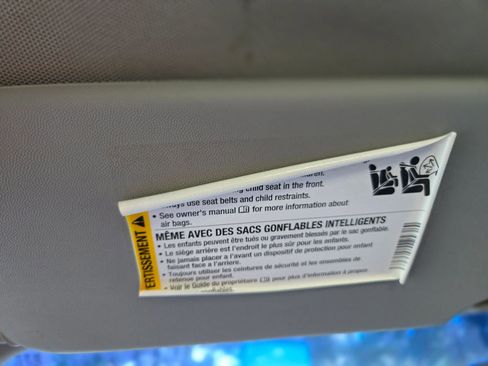 child seat in the front.
use seat belts and child restraints.
• See owner's manual for more information about
air bags.
ERTISSEMENT
MÊME AVEC DES SACS GONFLABLES INTELLIGENTS
• Les enfants peuvent être tués ou gravement blessés par le sac gonflable.
• Le siège arrière est l'endroit le plus sûr pour les enfants.
• Ne jamais placer a l'avant un dispositif de protection pour enfant
faisant face a l'arriere.
• Toujours utiliser les ceintures de sécurité et les ensembles de
retenue pour enfant.
• Voir le Guide du propriétaire pour plus d'information à propos
gonflables.